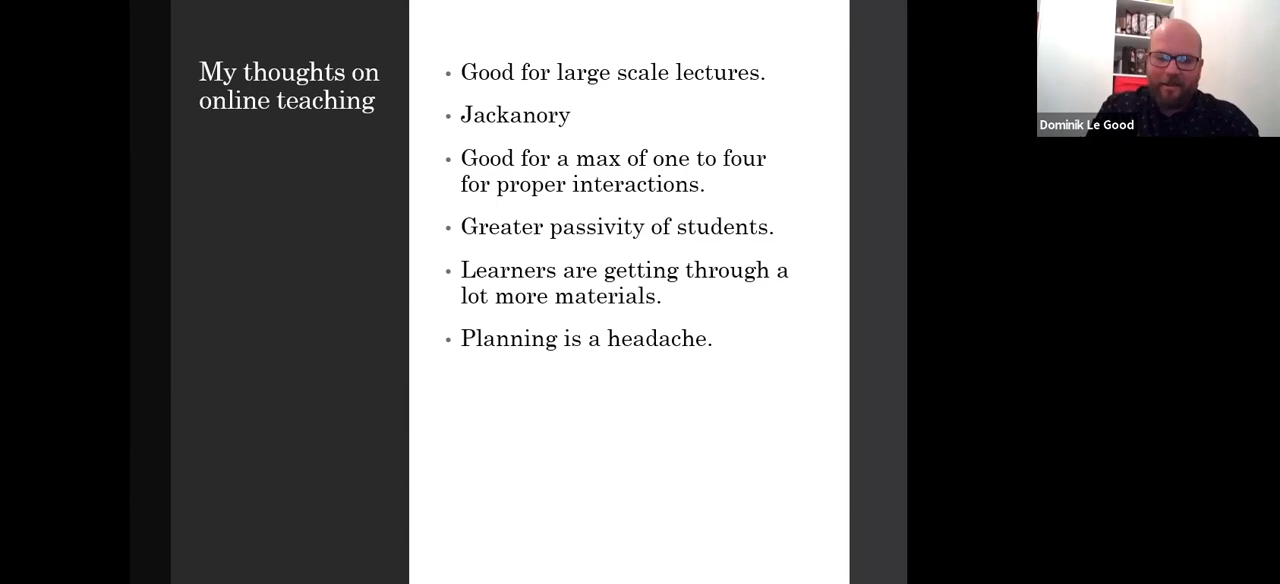 My thoughts on
online teaching
• Good for large scale lectures.
• Jackanory
• Good for a max of one to four
for proper interactions.
• Greater passivity of students.
• Learners are getting through a
lot more materials.
• Planning is a headache.
Dominik Le Good